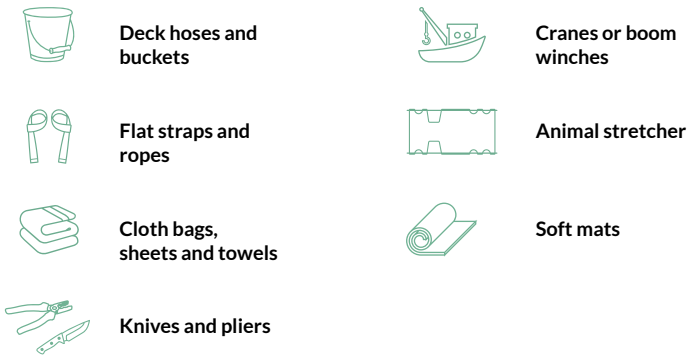 Deck hoses and
buckets
Flat straps and
ropes
Cloth bags,
sheets and towels
Knives and pliers
Cranes or boom
winches
Animal stretcher
Soft mats